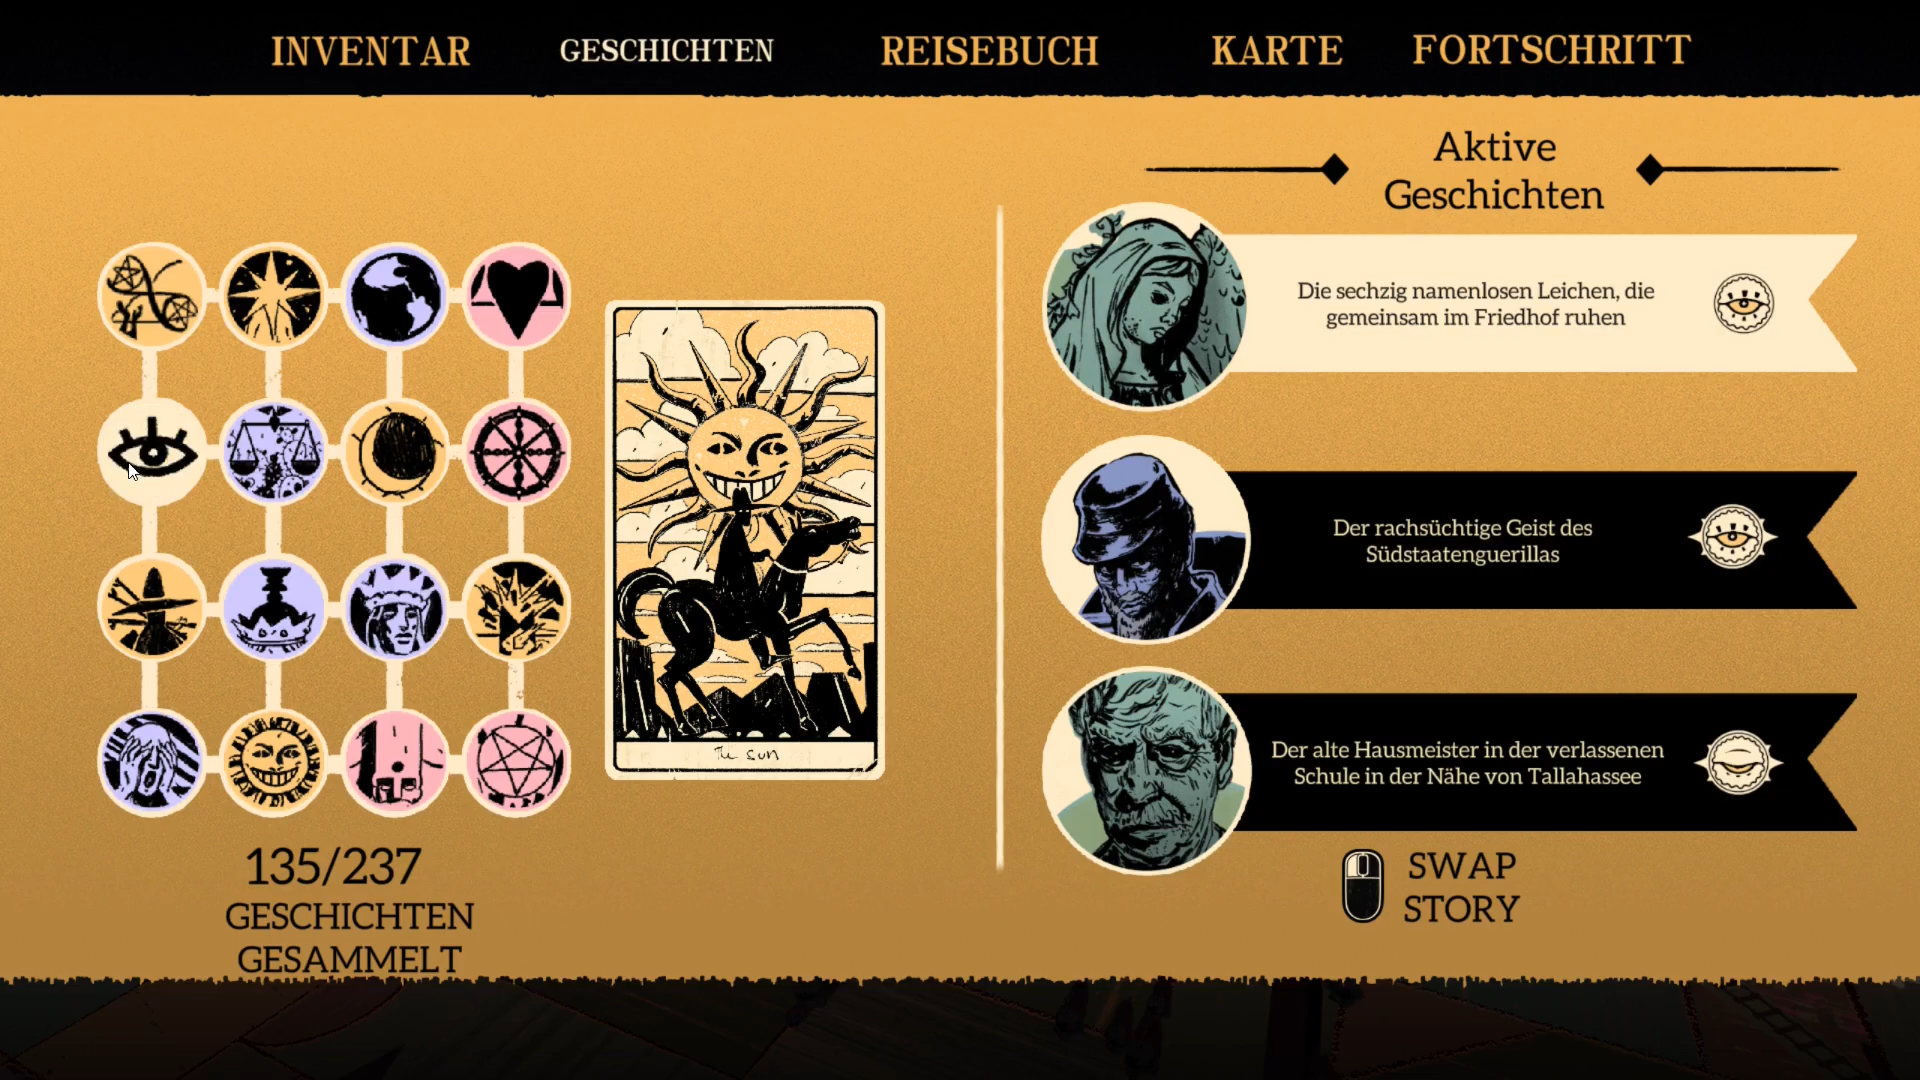 INVENTAR GESCHICHTEN REISEBUCH KARTE FORTSCHRITT
Aktive
Geschichten
Die sechzig namenlosen Leichen, die
gemeinsam im Friedhof ruhen
Der rachsüchtige Geist des
Südstaatenguerillas
Der alte Hausmeister in der verlassenen
Schule in der Nähe von Tallahassee
SWAP
STORY
The sun
135/237
GESCHICHTEN
GESAMMELT